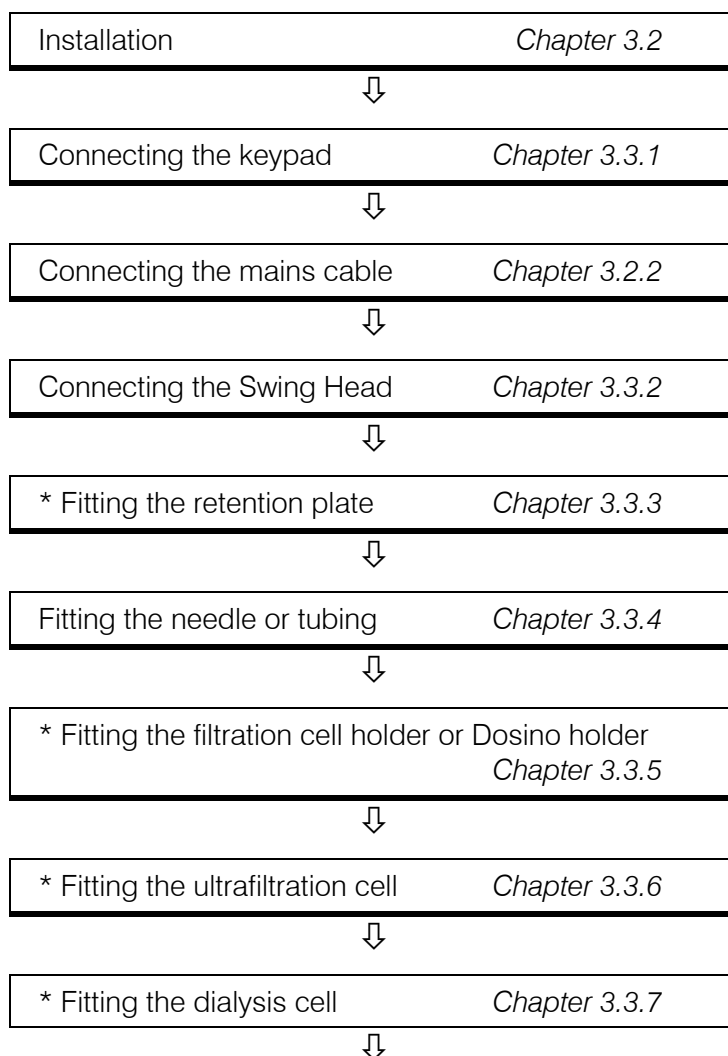 Installation Chapter 3.2
⇩
Connecting the keypad Chapter 3.3.1
⇩
Connecting the mains cable Chapter 3.2.2
⇩
Connecting the Swing Head Chapter 3.3.2
⇩
* Fitting the retention plate Chapter 3.3.3
⇩
Fitting the needle or tubing Chapter 3.3.4
⇩
* Fitting the filtration cell holder or Dosino holder
Chapter 3.3.5
⇩
* Fitting the ultrafiltration cell Chapter 3.3.6
⇩
* Fitting the dialysis cell Chapter 3.3.7
⇩